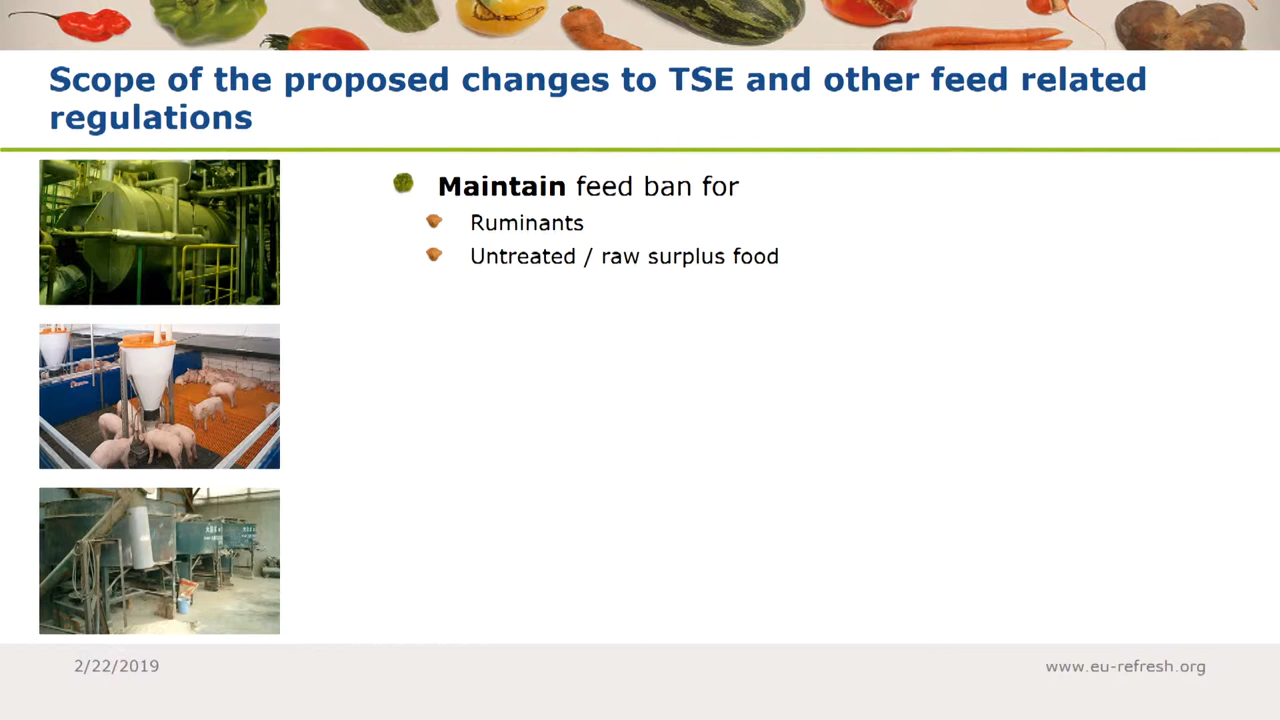 Scope of the proposed changes to TSE and other feed related
regulations
Maintain feed ban for
Ruminants
Untreated / raw surplus food
2/22/2019
www.eu-refresh.org